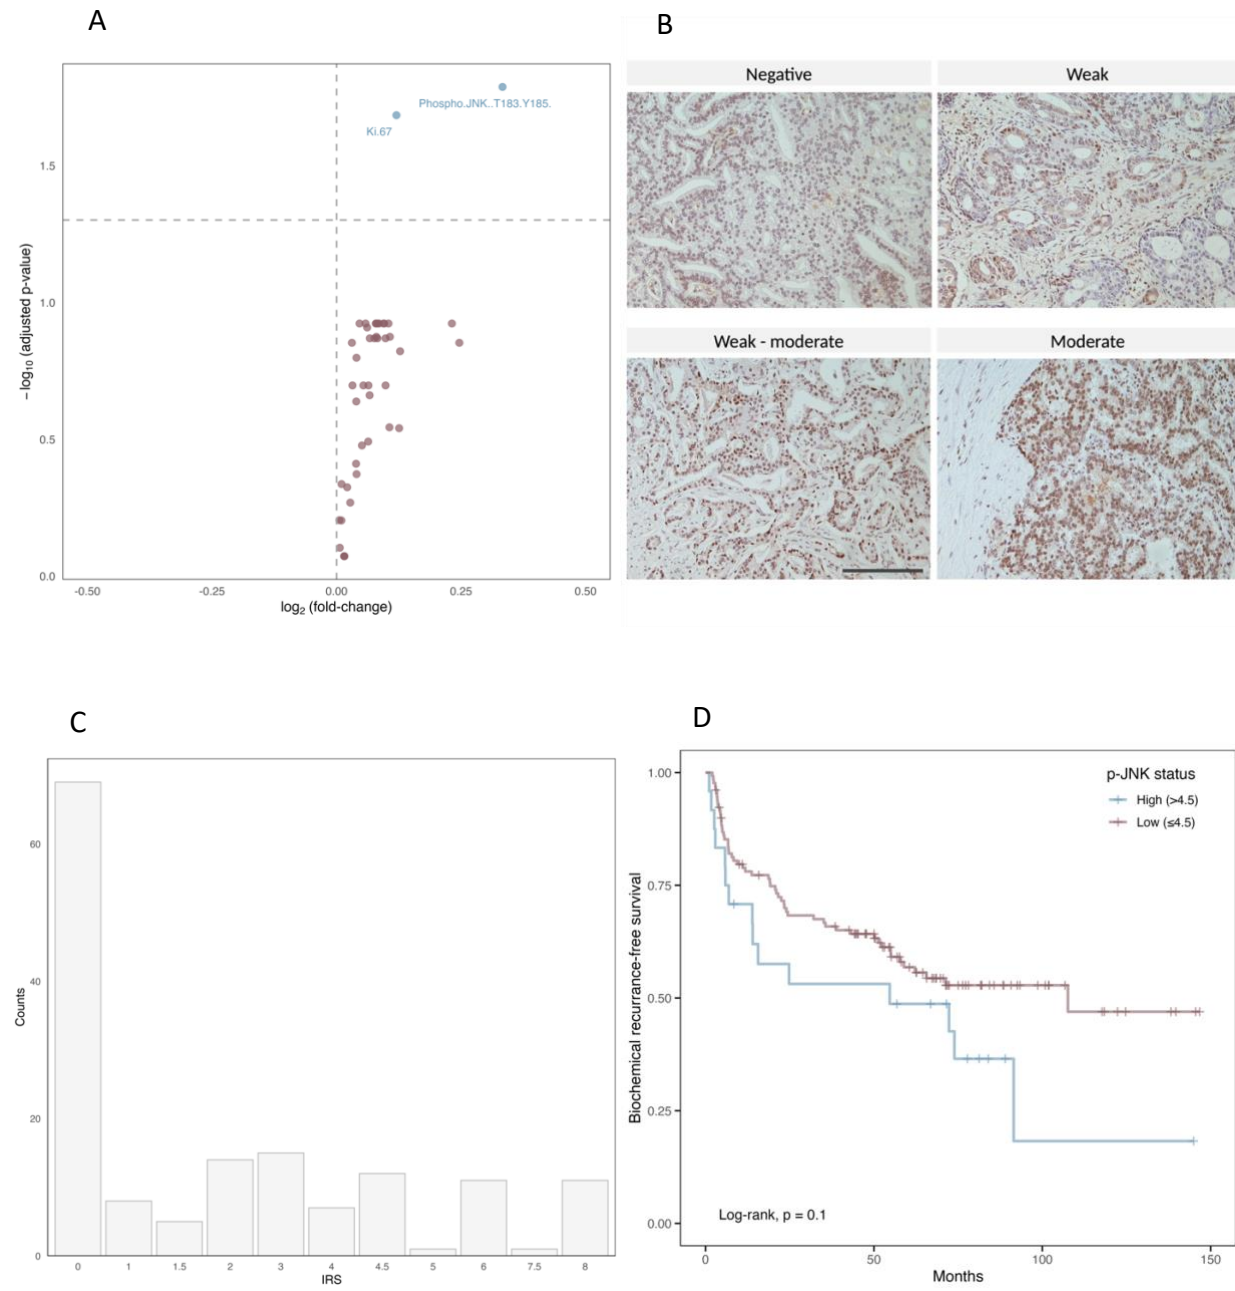 A
B
Phospho.JNK..T183.Y185.
Ki.67
1.5
1.0
0.5
0.0
−log10 (adjusted p-value)
-0.50
-0.25
0.00
0.25
0.50
log2 (fold-change)
Negative
Weak
Weak - moderate
Moderate
C
D
60
40
20
0
Counts
0
1
1.5
2
3
4
4.5
5
6
7.5
8
IRS
1.00
0.75
0.50
0.25
0.00
Biochemical recurrance-free survival
p-JNK status
High (>4.5)
Low (≤4.5)
Log-rank, p = 0.1
0
50
100
150
Months